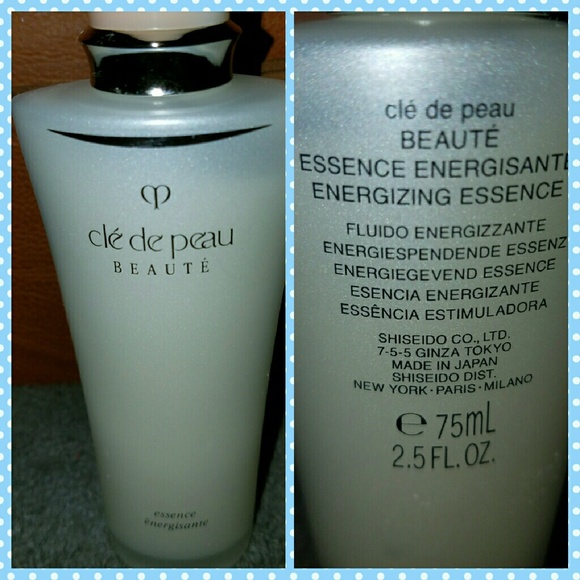 clé de peau
BEAUTÉ
essence
énergisante
clé de peau
BEAUTÉ
ESSENCE ENERGISANTE
ENERGIZING ESSENCE
FLUIDO ENERGIZZANTE
ENERGIESPENDENDE ESSENZ
ENERGIEGEVEND ESSENCE
ESENCIA ENERGIZANTE
ESSÊNCIA ESTIMULADORA
SHISEIDO CO., LTD.
7-5-5 GINZA TOKYO
MADE IN JAPAN
SHISEIDO DIST.
NEW YORK·PARIS·MILANO
℮ 75mL
2.5 FL. OZ.